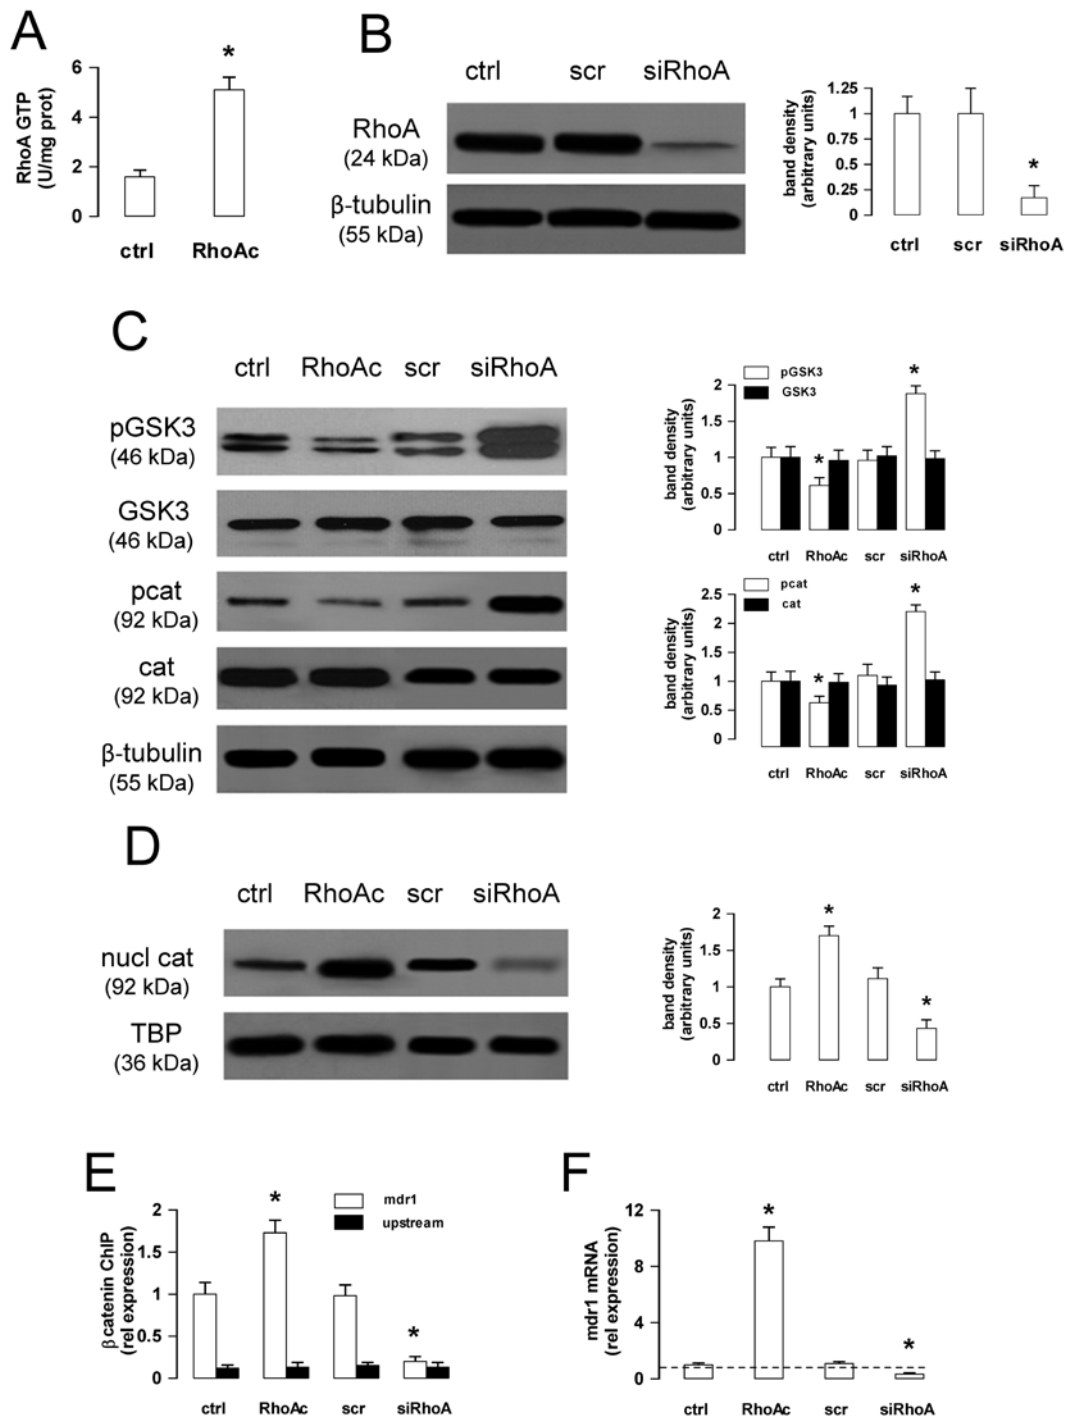 A
RhoA GTP
(U/mg prot)
6
4
2
0
*
ctrl RhoAc
B
ctrl scr siRhoA
RhoA
(24 kDa)
β-tubulin
(55 kDa)
band density
(arbitrary units)
1.25
1
0.75
0.5
0.25
0
*
ctrl scr siRhoA
C
ctrl RhoAc scr siRhoA
pGSK3
(46 kDa)
GSK3
(46 kDa)
pcat
(92 kDa)
cat
(92 kDa)
β-tubulin
(55 kDa)
pGSK3
GSK3
band density
(arbitrary units)
2
1.5
1
0.5
0
*
*
ctrl RhoAc scr siRhoA
pcat
cat
band density
(arbitrary units)
2.5
2
1.5
1
0.5
0
*
*
ctrl RhoAc scr siRhoA
D
ctrl RhoAc scr siRhoA
nucl cat
(92 kDa)
TBP
(36 kDa)
band density
(arbitrary units)
2
1.5
1
0.5
0
*
*
ctrl RhoAc scr siRhoA
E
β catenin ChIP
(rel expression)
2
1.5
1
0.5
0
mdr1
upstream
*
*
ctrl RhoAc scr siRhoA
F
mdr1 mRNA
(rel expression)
12
8
4
0
*
*
ctrl RhoAc scr siRhoA